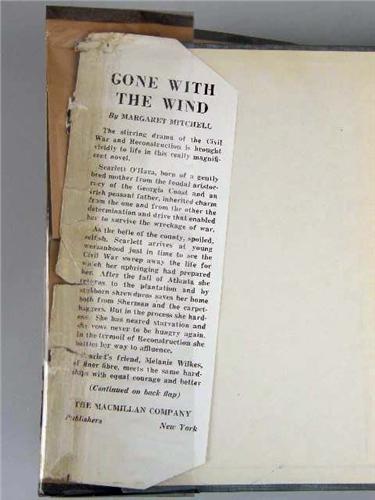 GONE WITH
THE WIND
By MARGARET MITCHELL
The stirring drama of the Civil
War and Reconstruction is brought
vividly to life in this really magnifi-
cent novel.
Scarlett O'Hara, born of a gently
bred mother from the feudal aristoc-
racy of the Georgia Coast and an
Irish peasant father, inherited charm
from the one and from the other the
determination and drive that enabled
her to survive the wreckage of war.
As the belle of the county, spoiled,
selfish, Scarlett arrives at young
womanhood just in time to see the
Civil War sweep away the life for
which her upbringing had prepared
her. After the fall of Atlanta she
returns to the plantation and by
stubborn shrewdness saves her home
both from Sherman and the carpet-
baggers. But in the process she hard-
ens. She has neared starvation and
she vows never to be hungry again.
In the turmoil of Reconstruction she
battles her way to affluence.
Scarlett's friend, Melanie Wilkes,
of finer fibre, meets the same hard-
ships with equal courage and better
(Continued on back flap)
THE MACMILLAN COMPANY
Publishers New York